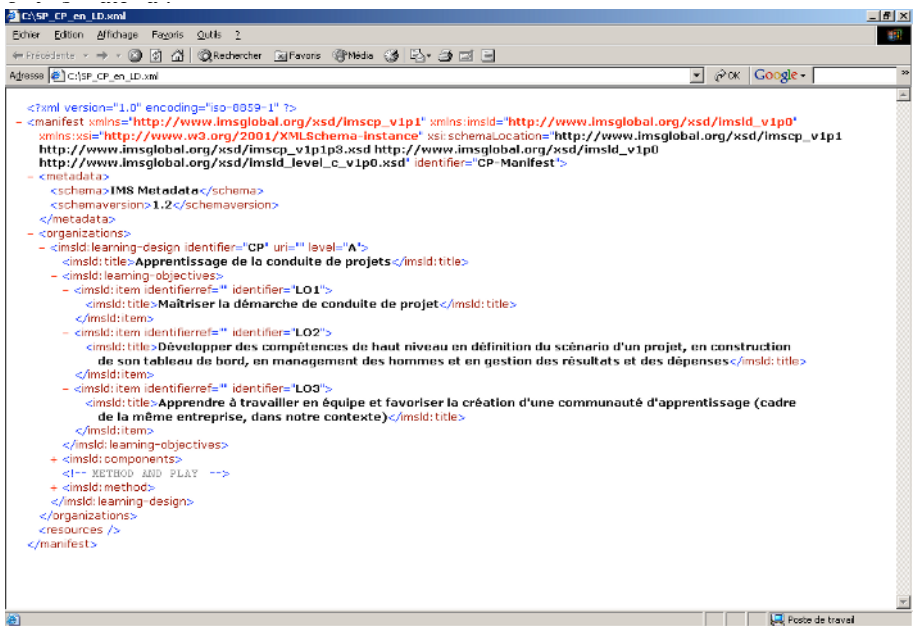 C:\SP_CP_en_LD.xml
Fichier Edition Affichage Favoris Outils ?
Précédente Rechercher Favoris Média
Adresse C:\SP_CP_en_LD.xml OK Google
<?xml version="1.0" encoding="iso-8859-1" ?>
- <manifest xmlns="http://www.imsglobal.org/xsd/imscp_v1p1" xmlns:imsld="http://www.imsglobal.org/xsd/imsld_v1p0"
xmlns:xsi="http://www.w3.org/2001/XMLSchema-instance" xsi:schemaLocation="http://www.imsglobal.org/xsd/imscp_v1p1
http://www.imsglobal.org/xsd/imscp_v1p1p3.xsd http://www.imsglobal.org/xsd/imsld_v1p0
http://www.imsglobal.org/xsd/imsld_level_c_v1p0.xsd" identifier="CP-Manifest">
- <metadata>
<schema>IMS Metadata</schema>
<schemaversion>1.2</schemaversion>
</metadata>
- <organizations>
- <imsld:learning-design identifier="CP" uri="" level="A">
<imsld:title>Apprentissage de la conduite de projets</imsld:title>
- <imsld:learning-objectives>
- <imsld:item identifierref="" identifier="LO1">
<imsld:title>Maîtriser la démarche de conduite de projet</imsld:title>
</imsld:item>
- <imsld:item identifierref="" identifier="LO2">
<imsld:title>Développer des compétences de haut niveau en définition du scénario d'un projet, en construction
de son tableau de bord, en management des hommes et en gestion des résultats et des dépenses</imsld:title>
</imsld:item>
- <imsld:item identifierref="" identifier="LO3">
<imsld:title>Apprendre à travailler en équipe et favoriser la création d'une communauté d'apprentissage (cadre
de la même entreprise, dans notre contexte)</imsld:title>
</imsld:item>
</imsld:learning-objectives>
+ <imsld:components>
<!-- METHOD AND PLAY -->
+ <imsld:method>
</imsld:learning-design>
</organizations>
<resources />
</manifest>
Poste de travail